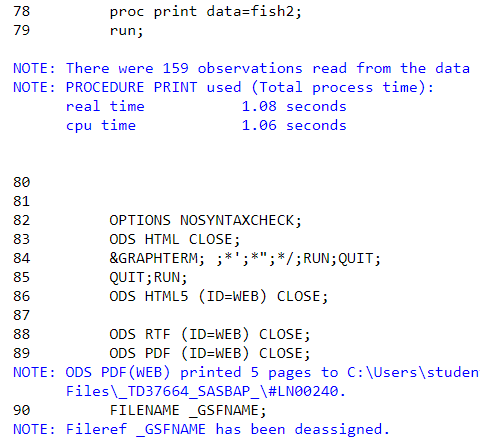 78         proc print data=fish2;
79         run;
NOTE: There were 159 observations read from the data
NOTE: PROCEDURE PRINT used (Total process time):
      real time           1.08 seconds
      cpu time            1.06 seconds
80
81
82         OPTIONS NOSYNTAXCHECK;
83         ODS HTML CLOSE;
84         &GRAPHTERM; ;*';*";*/;RUN;QUIT;
85         QUIT;RUN;
86         ODS HTML5 (ID=WEB) CLOSE;
87
88         ODS RTF (ID=WEB) CLOSE;
89         ODS PDF (ID=WEB) CLOSE;
NOTE: ODS PDF(WEB) printed 5 pages to C:\Users\studen
      Files\_TD37664_SASBAP_\#LN00240.
90         FILENAME _GSFNAME;
NOTE: Fileref _GSFNAME has been deassigned.